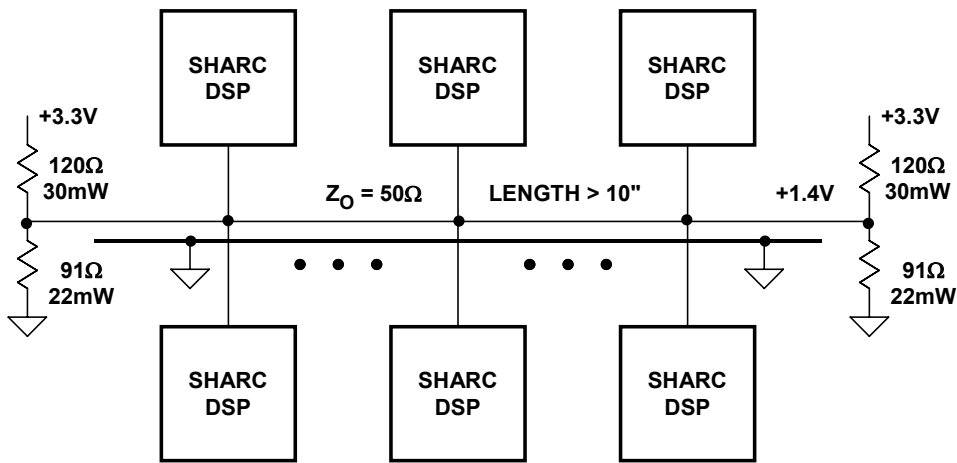 SHARC
DSP
SHARC
DSP
SHARC
DSP
+3.3V
120Ω
30mW
91Ω
22mW
ZO = 50Ω
LENGTH > 10"
+1.4V
+3.3V
120Ω
30mW
91Ω
22mW
SHARC
DSP
SHARC
DSP
SHARC
DSP